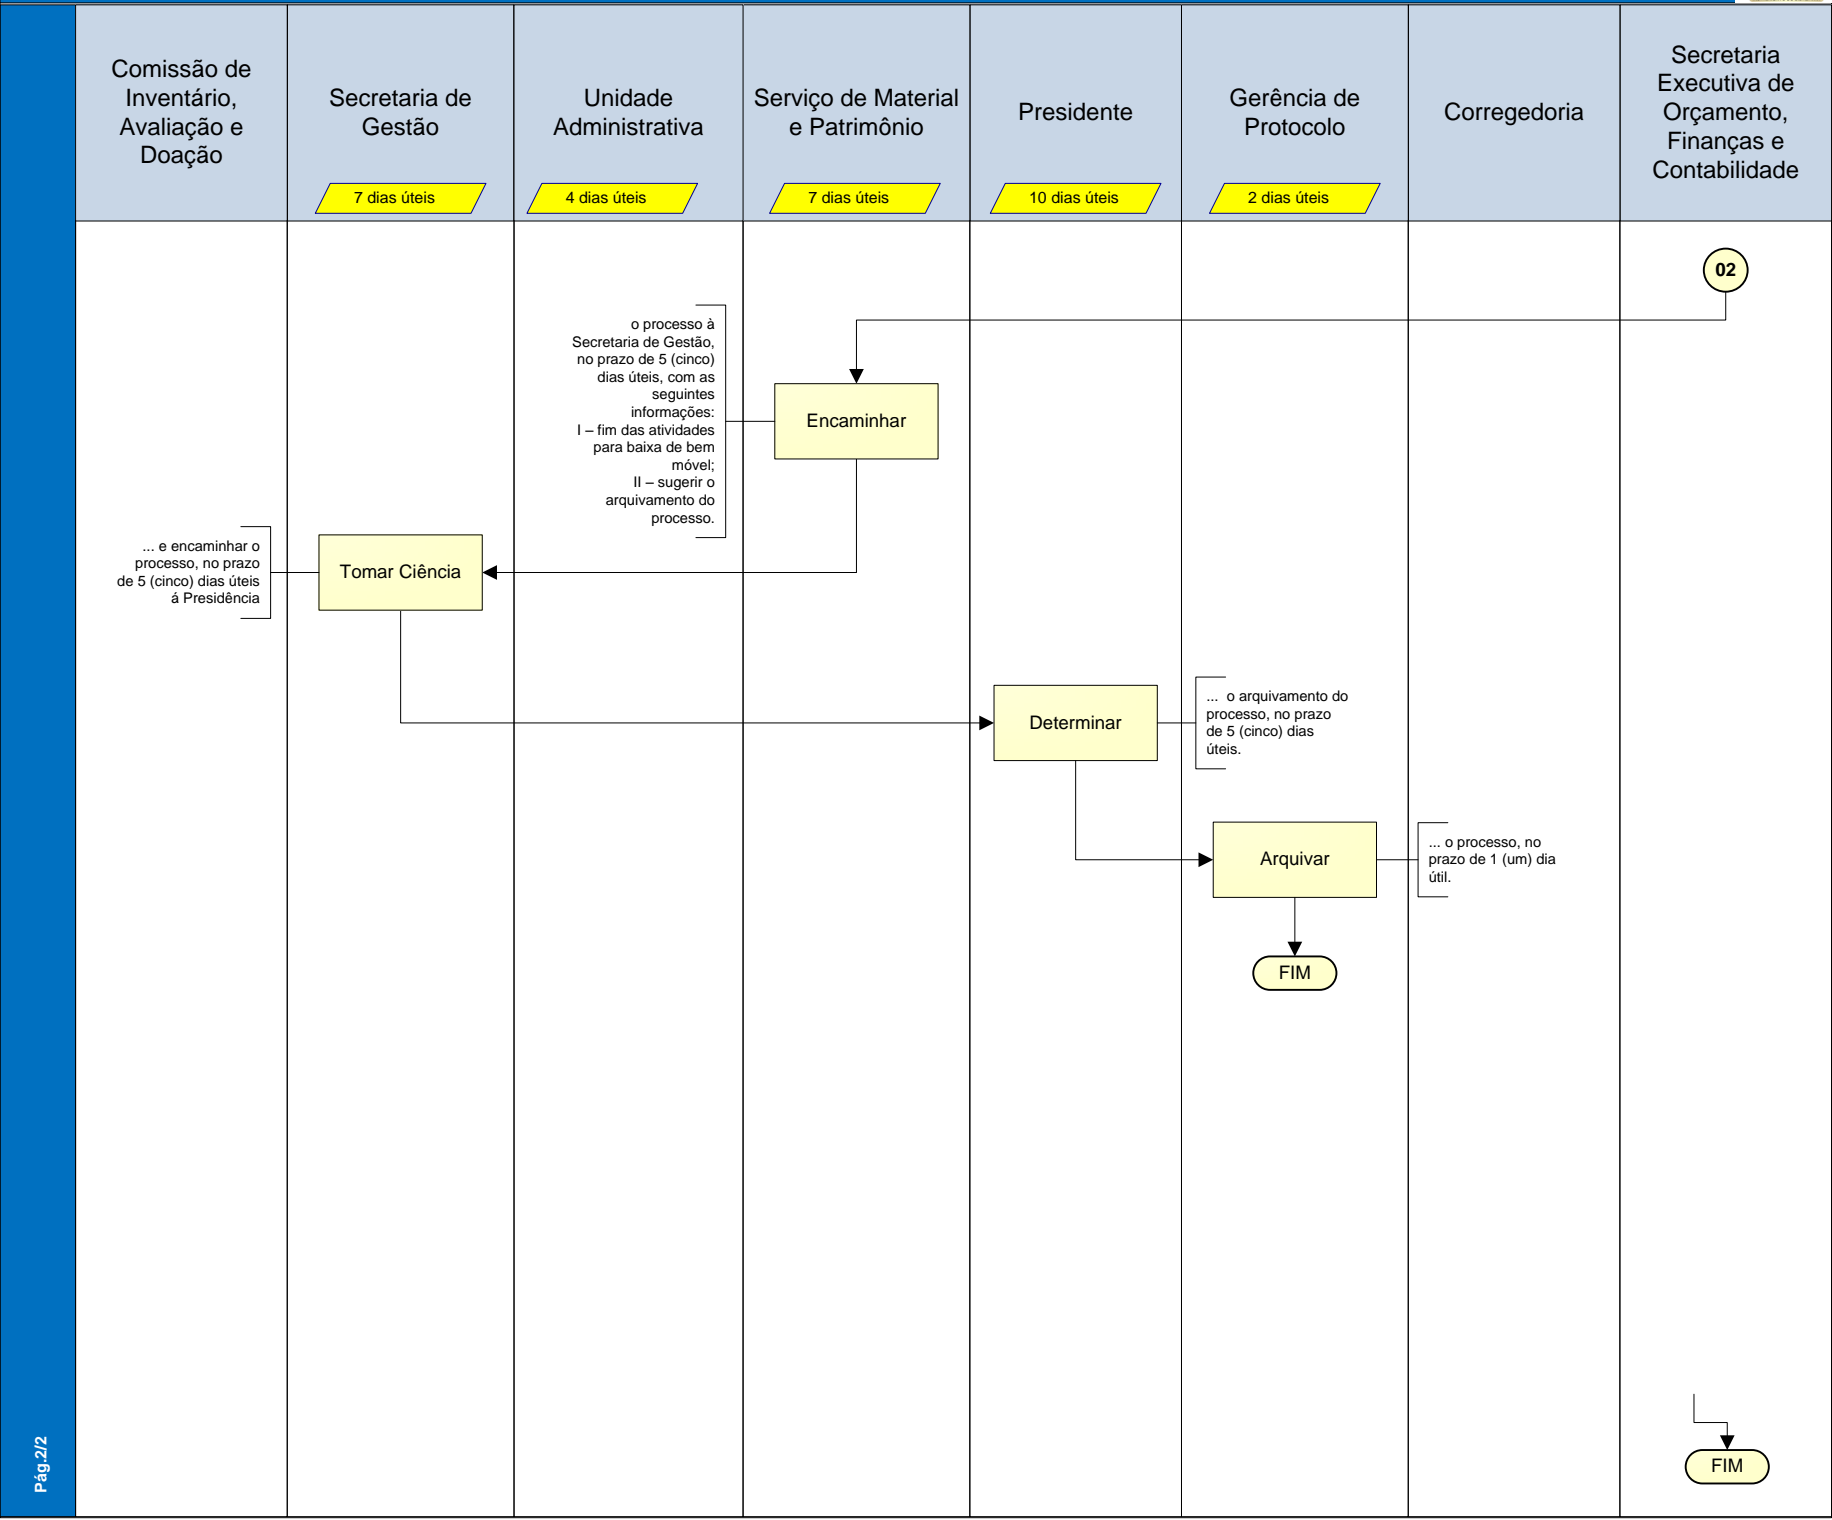 Comissão de
Inventário,
Avaliação e
Doação
Secretaria de
Gestão
7 dias úteis
Unidade
Administrativa
4 dias úteis
Serviço de Material
e Patrimônio
7 dias úteis
Presidente
10 dias úteis
Gerência de
Protocolo
2 dias úteis
Corregedoria
Secretaria
Executiva de
Orçamento,
Finanças e
Contabilidade
02
o processo à
Secretaria de Gestão,
no prazo de 5 (cinco)
dias úteis, com as
seguintes
informações:
I – fim das atividades
para baixa de bem
móvel;
II – sugerir o
arquivamento do
processo.
Encaminhar
... e encaminhar o
processo, no prazo
de 5 (cinco) dias úteis
á Presidência
Tomar Ciência
Determinar
... o arquivamento do
processo, no prazo
de 5 (cinco) dias
úteis.
Arquivar
... o processo, no
prazo de 1 (um) dia
útil.
FIM
FIM
Pág.2/2